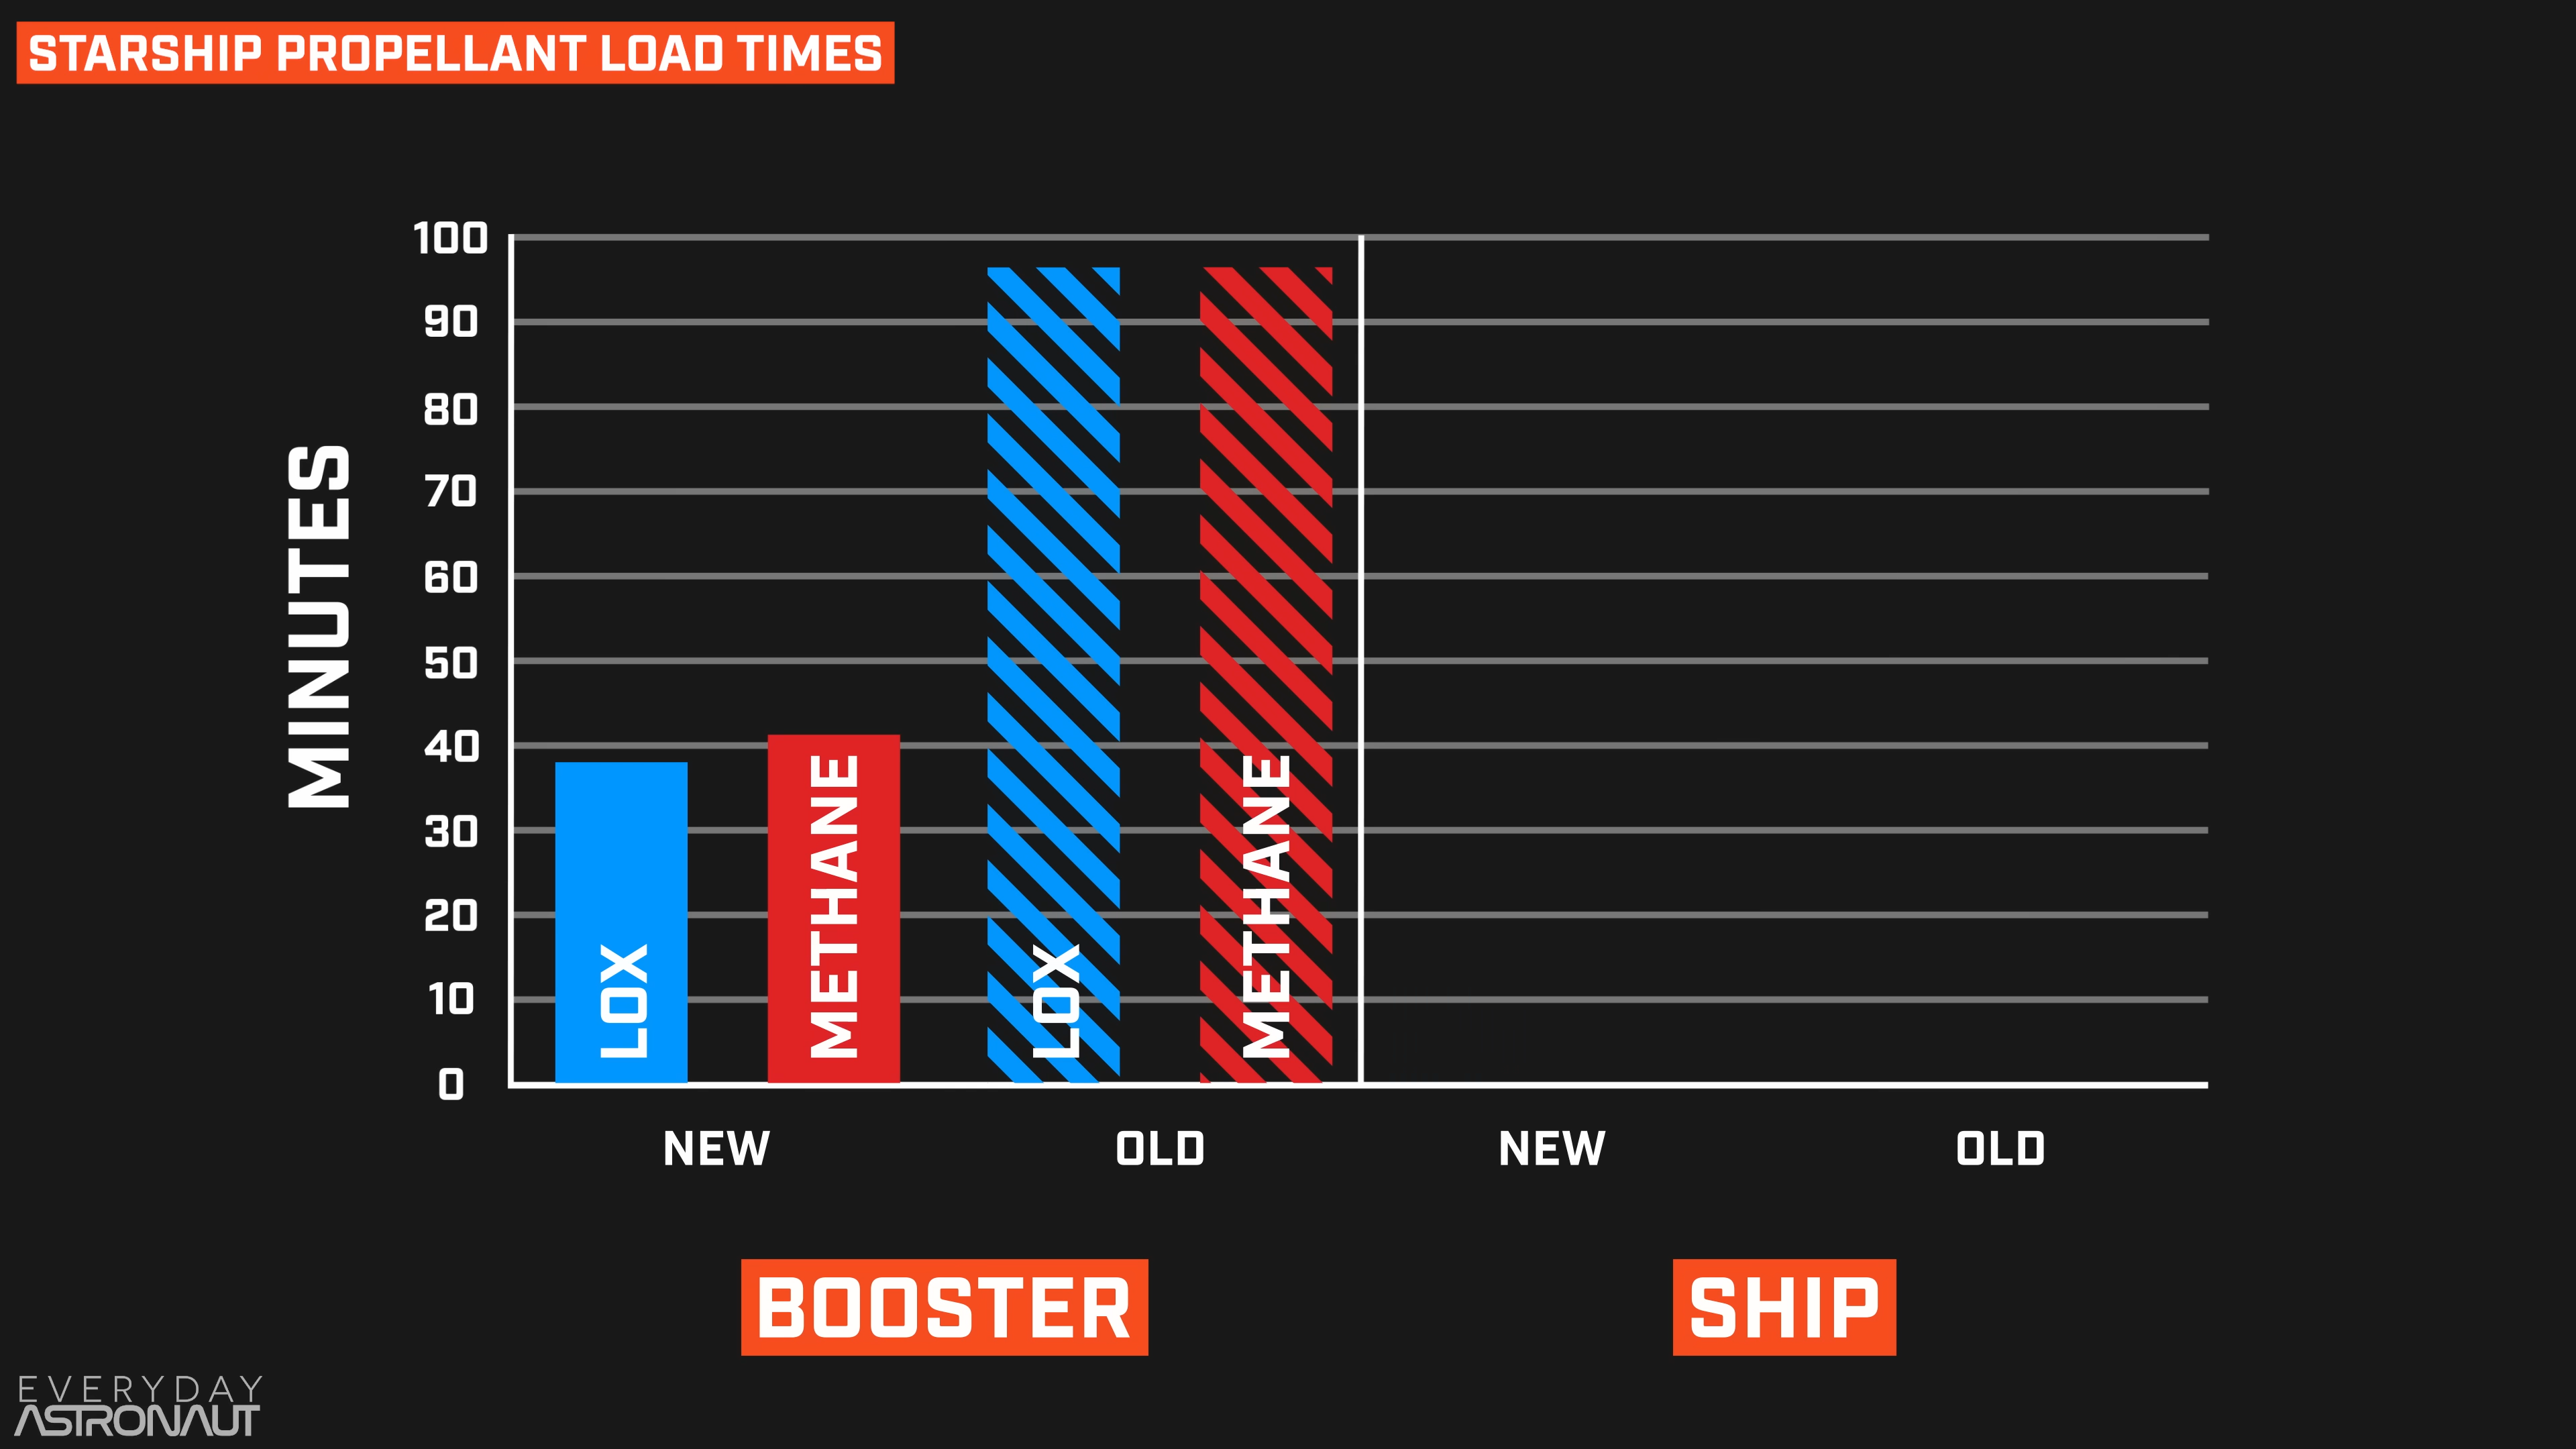 STARSHIP PROPELLANT LOAD TIMES
MINUTES
100
90
80
70
60
50
40
30
20
10
0
LOX
METHANE
LOX
METHANE
NEW
OLD
NEW
OLD
BOOSTER
SHIP
EVERYDAY
ASTRONAUT